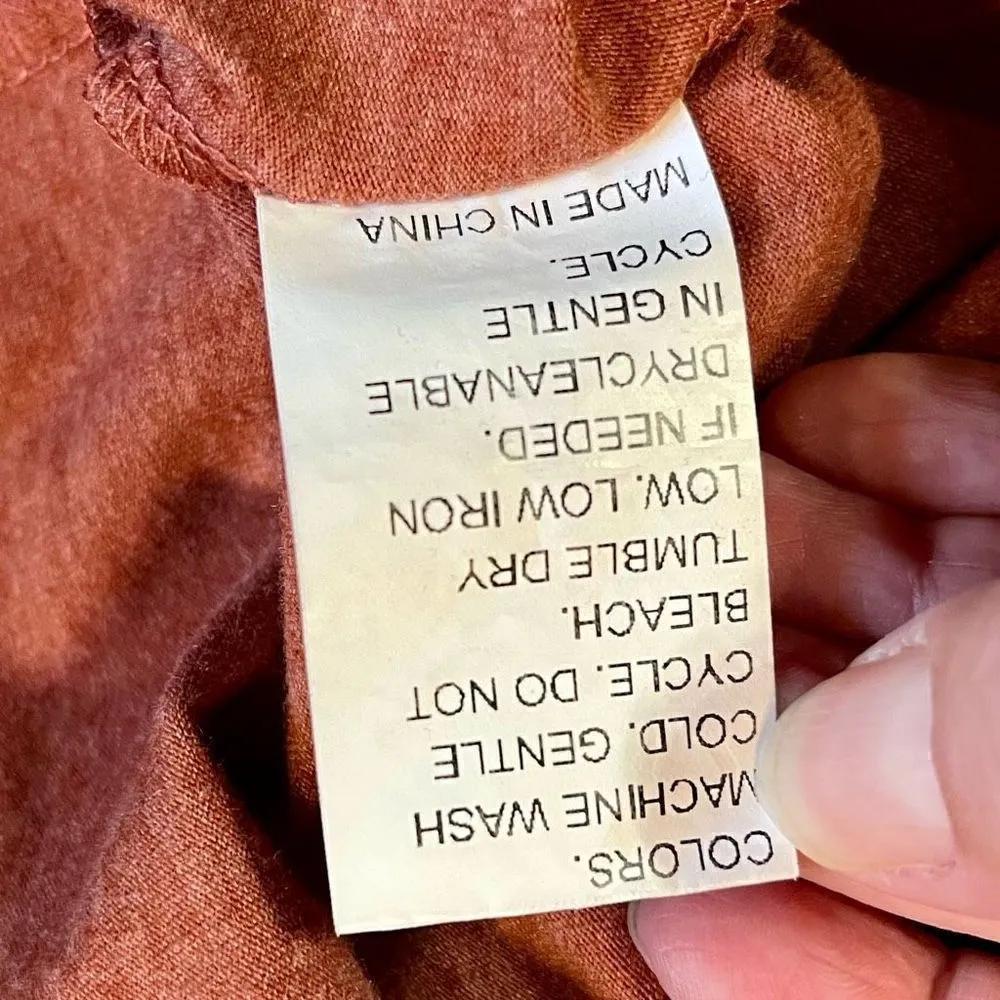 COLORS.
MACHINE WASH
COLD. GENTLE
CYCLE. DO NOT
BLEACH.
TUMBLE DRY
LOW. LOW IRON
IF NEEDED.
DRYCLEANABLE
IN GENTLE
CYCLE.
MADE IN CHINA